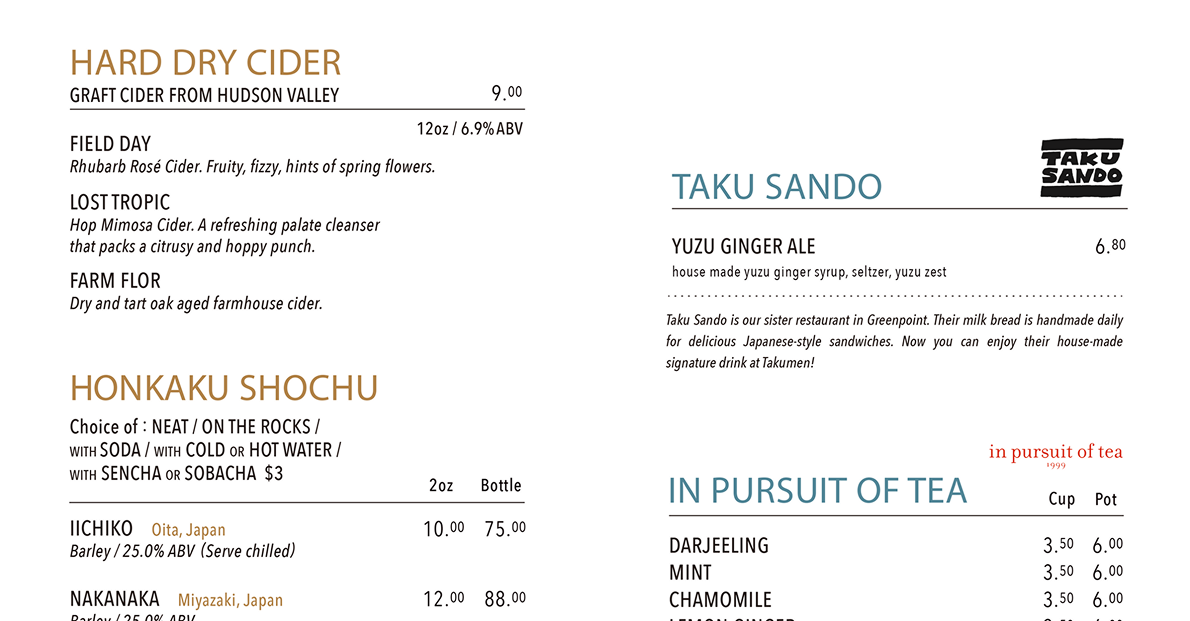 HARD DRY CIDER
GRAFT CIDER FROM HUDSON VALLEY 9.00
12oz / 6.9% ABV
FIELD DAY
Rhubarb Rosé Cider. Fruity, fizzy, hints of spring flowers.
LOST TROPIC
Hop Mimosa Cider. A refreshing palate cleanser
that packs a citrusy and hoppy punch.
FARM FLOR
Dry and tart oak aged farmhouse cider.
HONKAKU SHOCHU
Choice of : NEAT / ON THE ROCKS /
WITH SODA / WITH COLD OR HOT WATER /
WITH SENCHA OR SOBACHA $3
2oz Bottle
IICHIKO Oita, Japan 10.00 75.00
Barley / 25.0% ABV (Serve chilled)
NAKANAKA Miyazaki, Japan 12.00 88.00
Barley / 25.0% ABV
TAKU
SANDO
TAKU SANDO
YUZU GINGER ALE 6.80
house made yuzu ginger syrup, seltzer, yuzu zest
Taku Sando is our sister restaurant in Greenpoint. Their milk bread is handmade daily
for delicious Japanese-style sandwiches. Now you can enjoy their house-made
signature drink at Takumen!
in pursuit of tea
1999
IN PURSUIT OF TEA
Cup Pot
DARJEELING 3.50 6.00
MINT 3.50 6.00
CHAMOMILE 3.50 6.00
LEMON GINGER